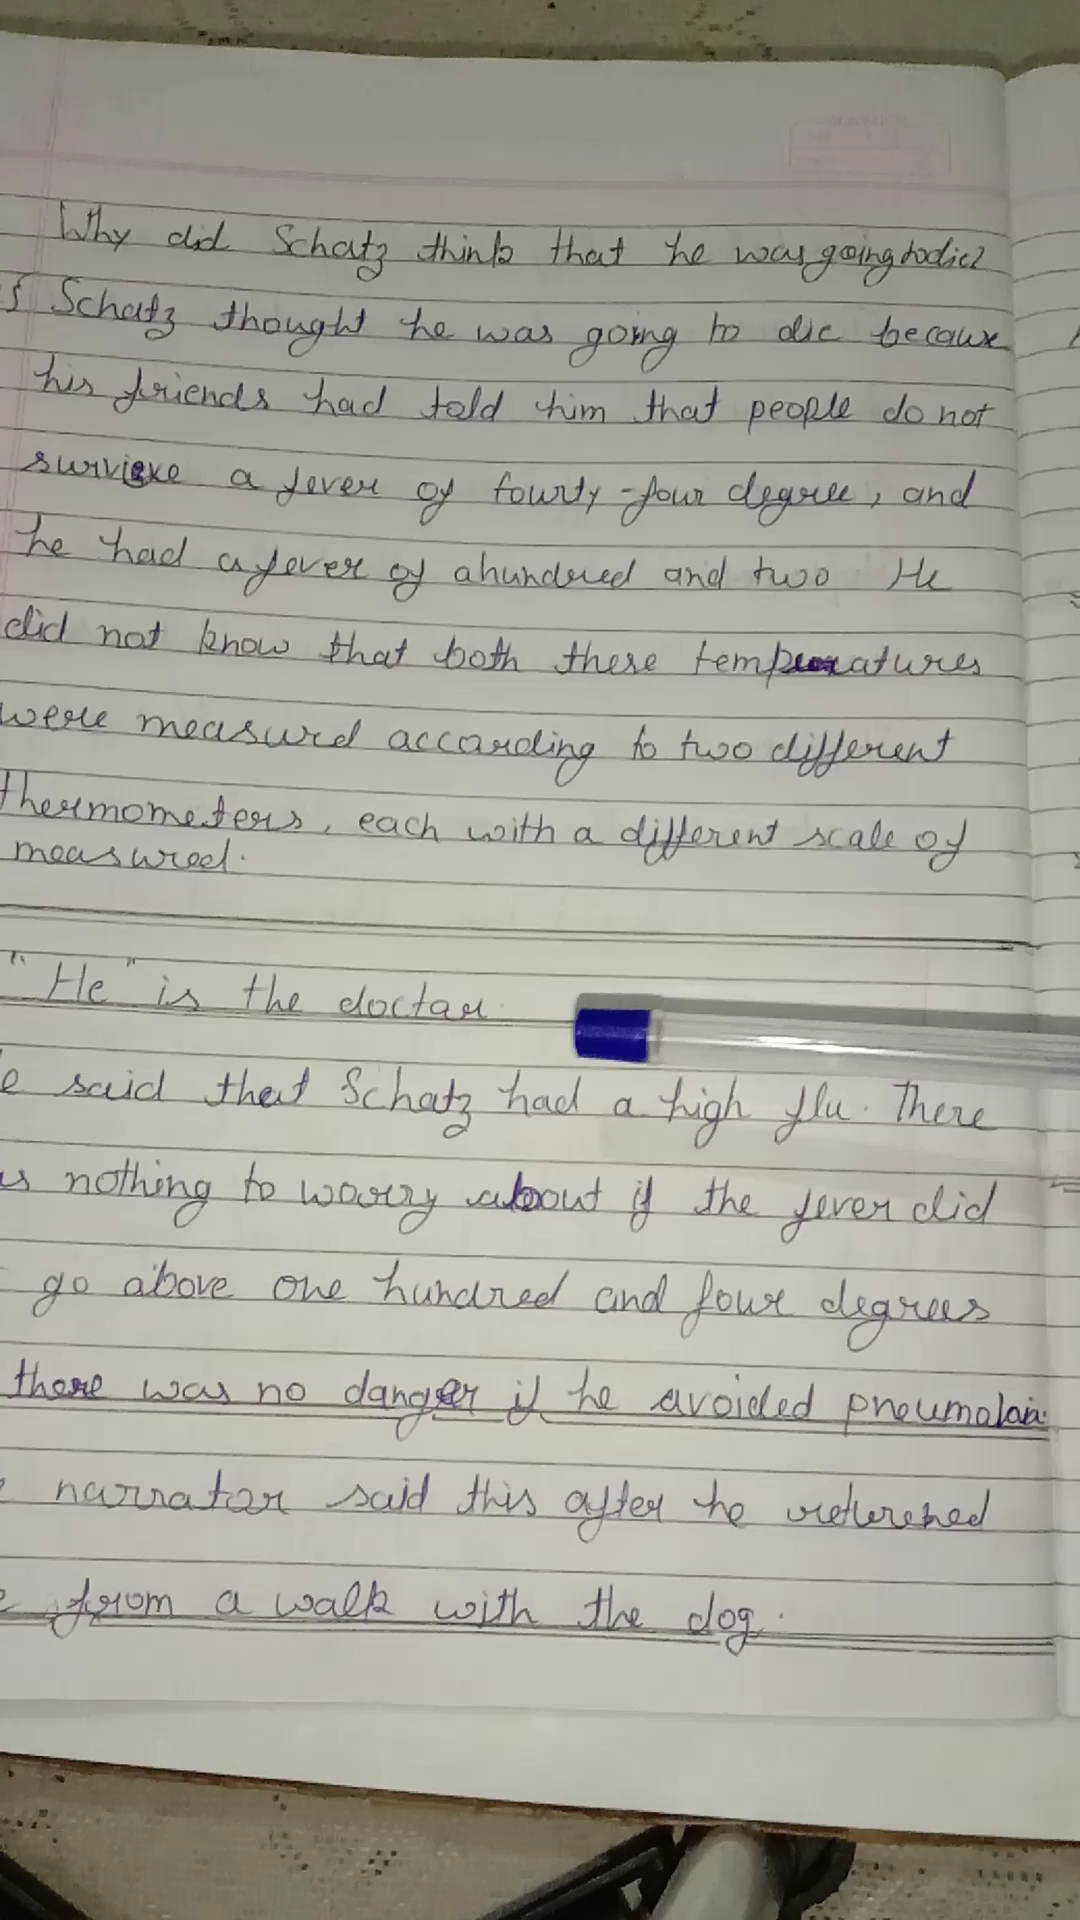 Why did Schatz think that he was going to die?
Schatz thought he was going to die because
his friends had told him that people do not
survive a fever of fourty-four degree, and
he had a fever of a hundred and two He
did not know that both these temperatures
were measurd according to two different
thermometers, each with a different scale of
measured.
"He" is the doctor.
e said that Schatz had a high flu. There
is nothing to worry about if the fever did
go above one hundred and four degrees
there was no danger if he avoided pneumolaia.
narrator said this after he returned
from a walk with the dog.